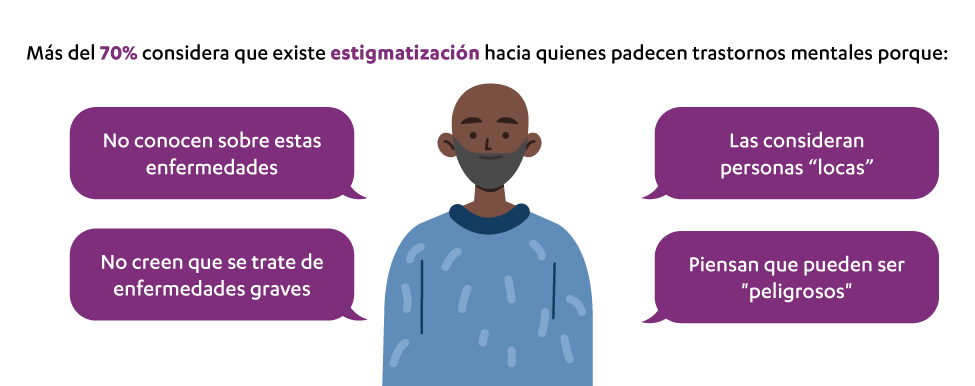 Más del 70% considera que existe estigmatización hacia quienes padecen trastornos mentales porque:
No conocen sobre estas
enfermedades
No creen que se trate de
enfermedades graves
Las consideran
personas “locas”
Piensan que pueden ser
"peligrosos"